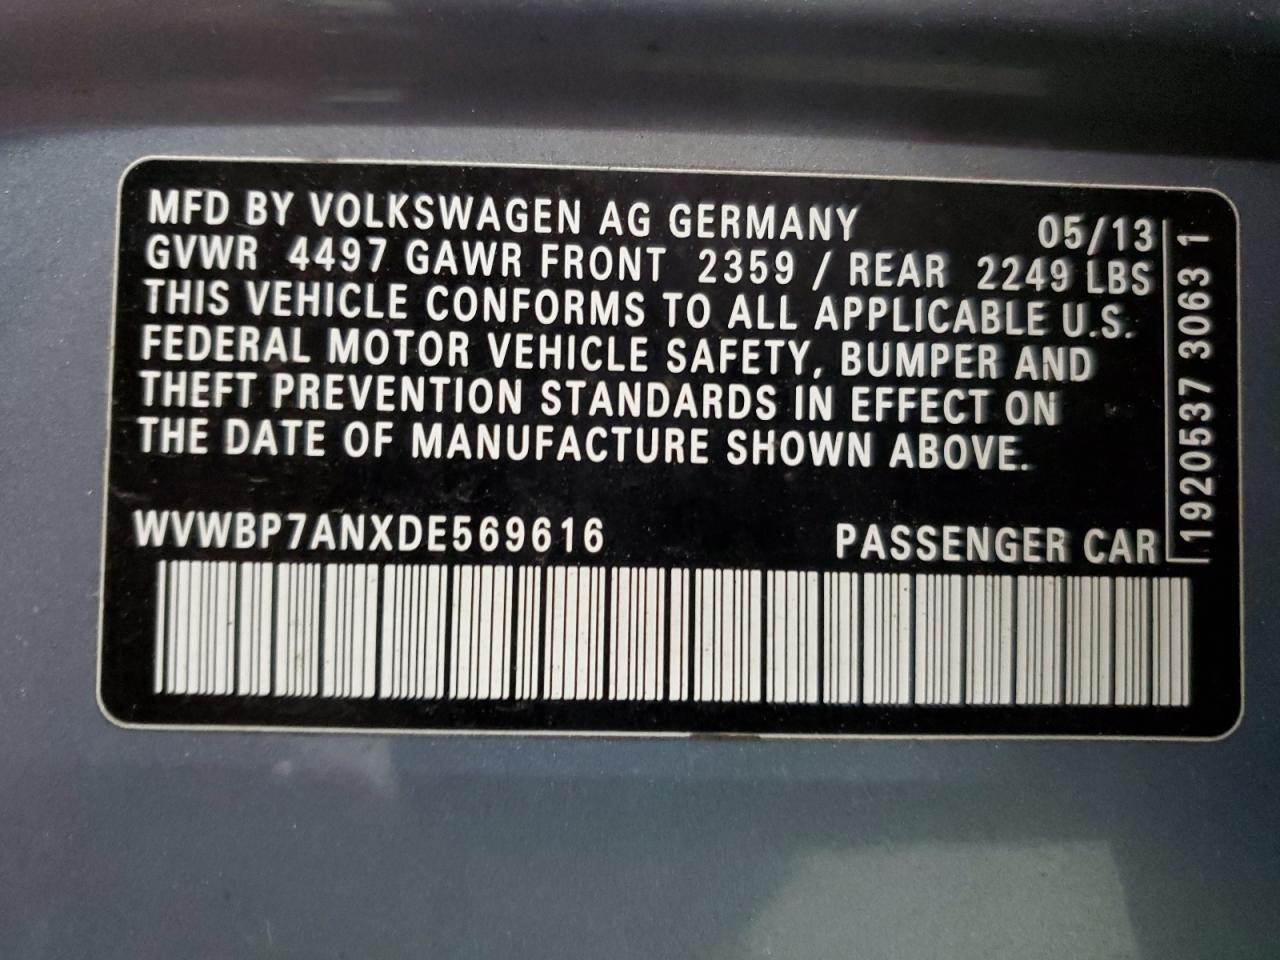 MFD BY VOLKSWAGEN AG GERMANY 05/13
GVWR 4497 GAWR FRONT 2359 / REAR 2249 LBS
THIS VEHICLE CONFORMS TO ALL APPLICABLE U.S.
FEDERAL MOTOR VEHICLE SAFETY, BUMPER AND
THEFT PREVENTION STANDARDS IN EFFECT ON
THE DATE OF MANUFACTURE SHOWN ABOVE.
WVWBP7ANXDE569616 PASSENGER CAR
1920537 3063 1